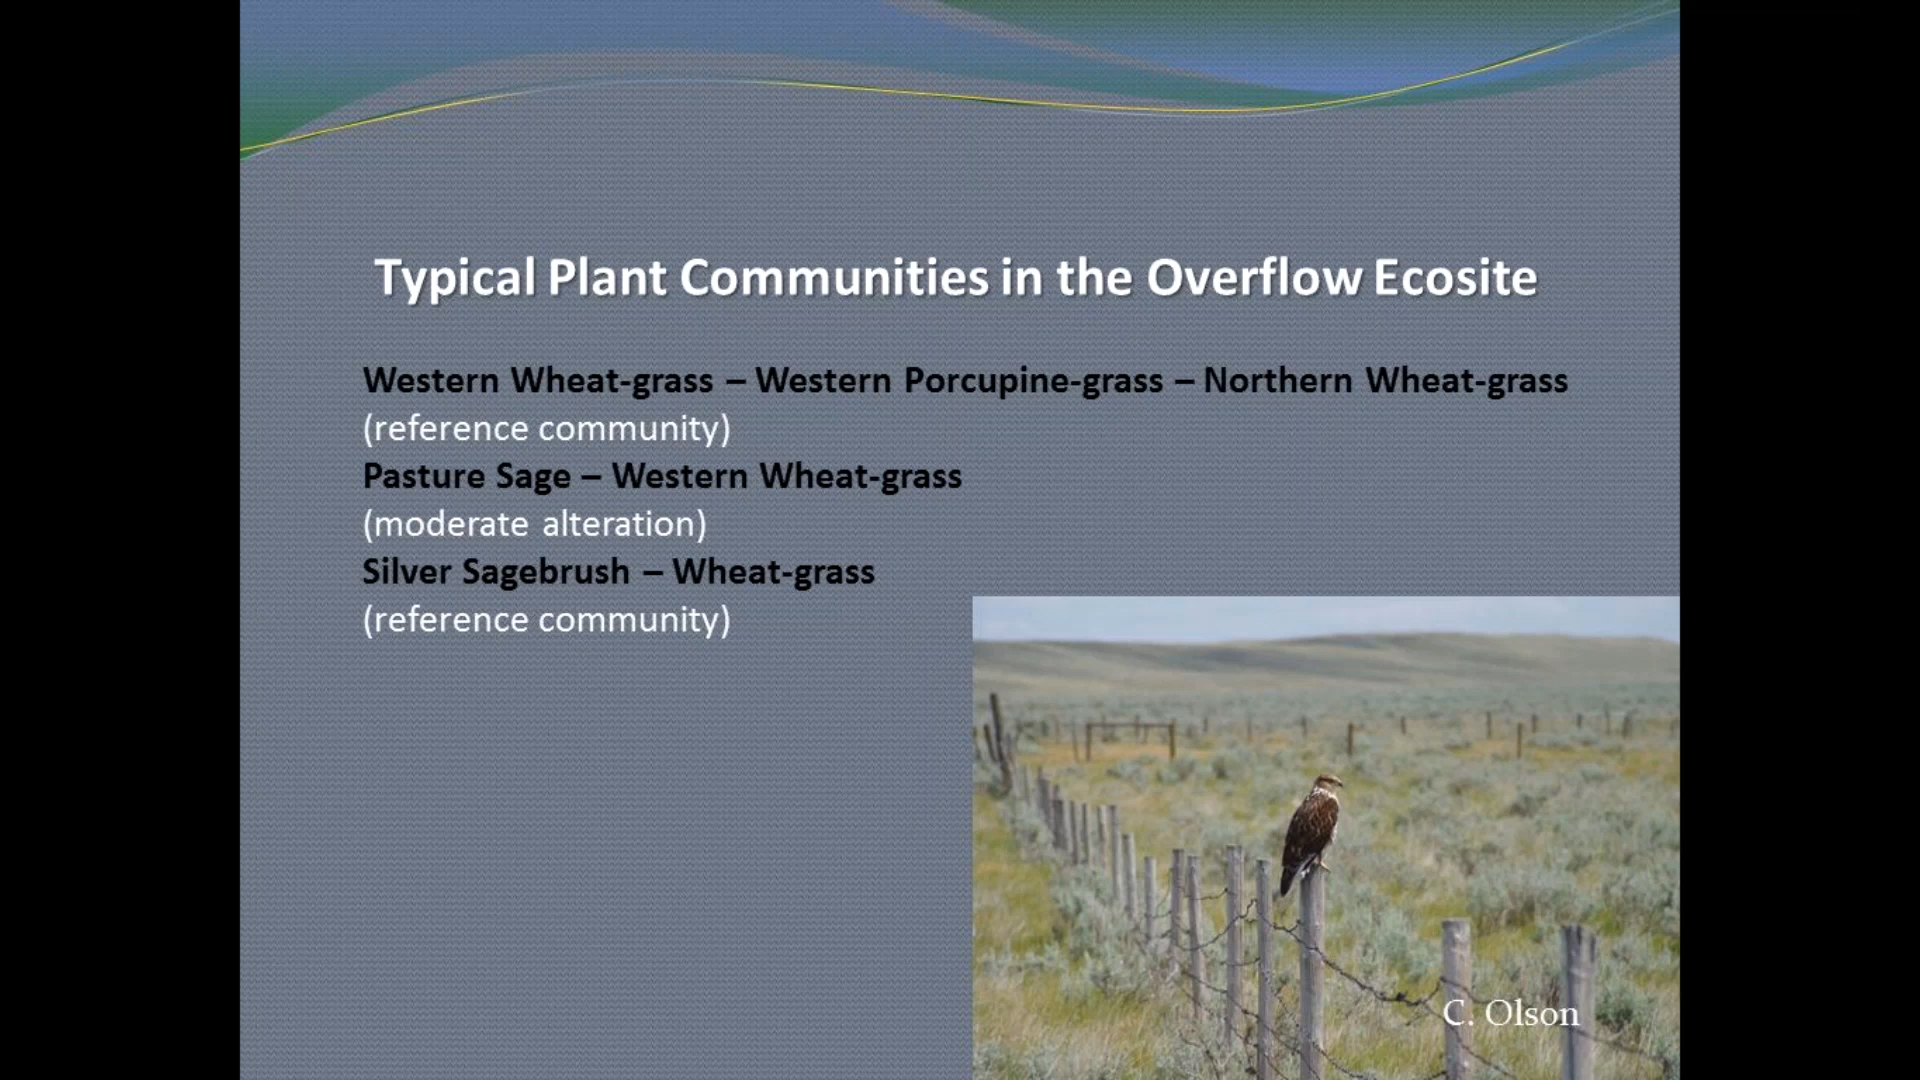 Typical Plant Communities in the Overflow Ecosite
Western Wheat-grass – Western Porcupine-grass – Northern Wheat-grass
(reference community)
Pasture Sage – Western Wheat-grass
(moderate alteration)
Silver Sagebrush – Wheat-grass
(reference community)
C. Olson